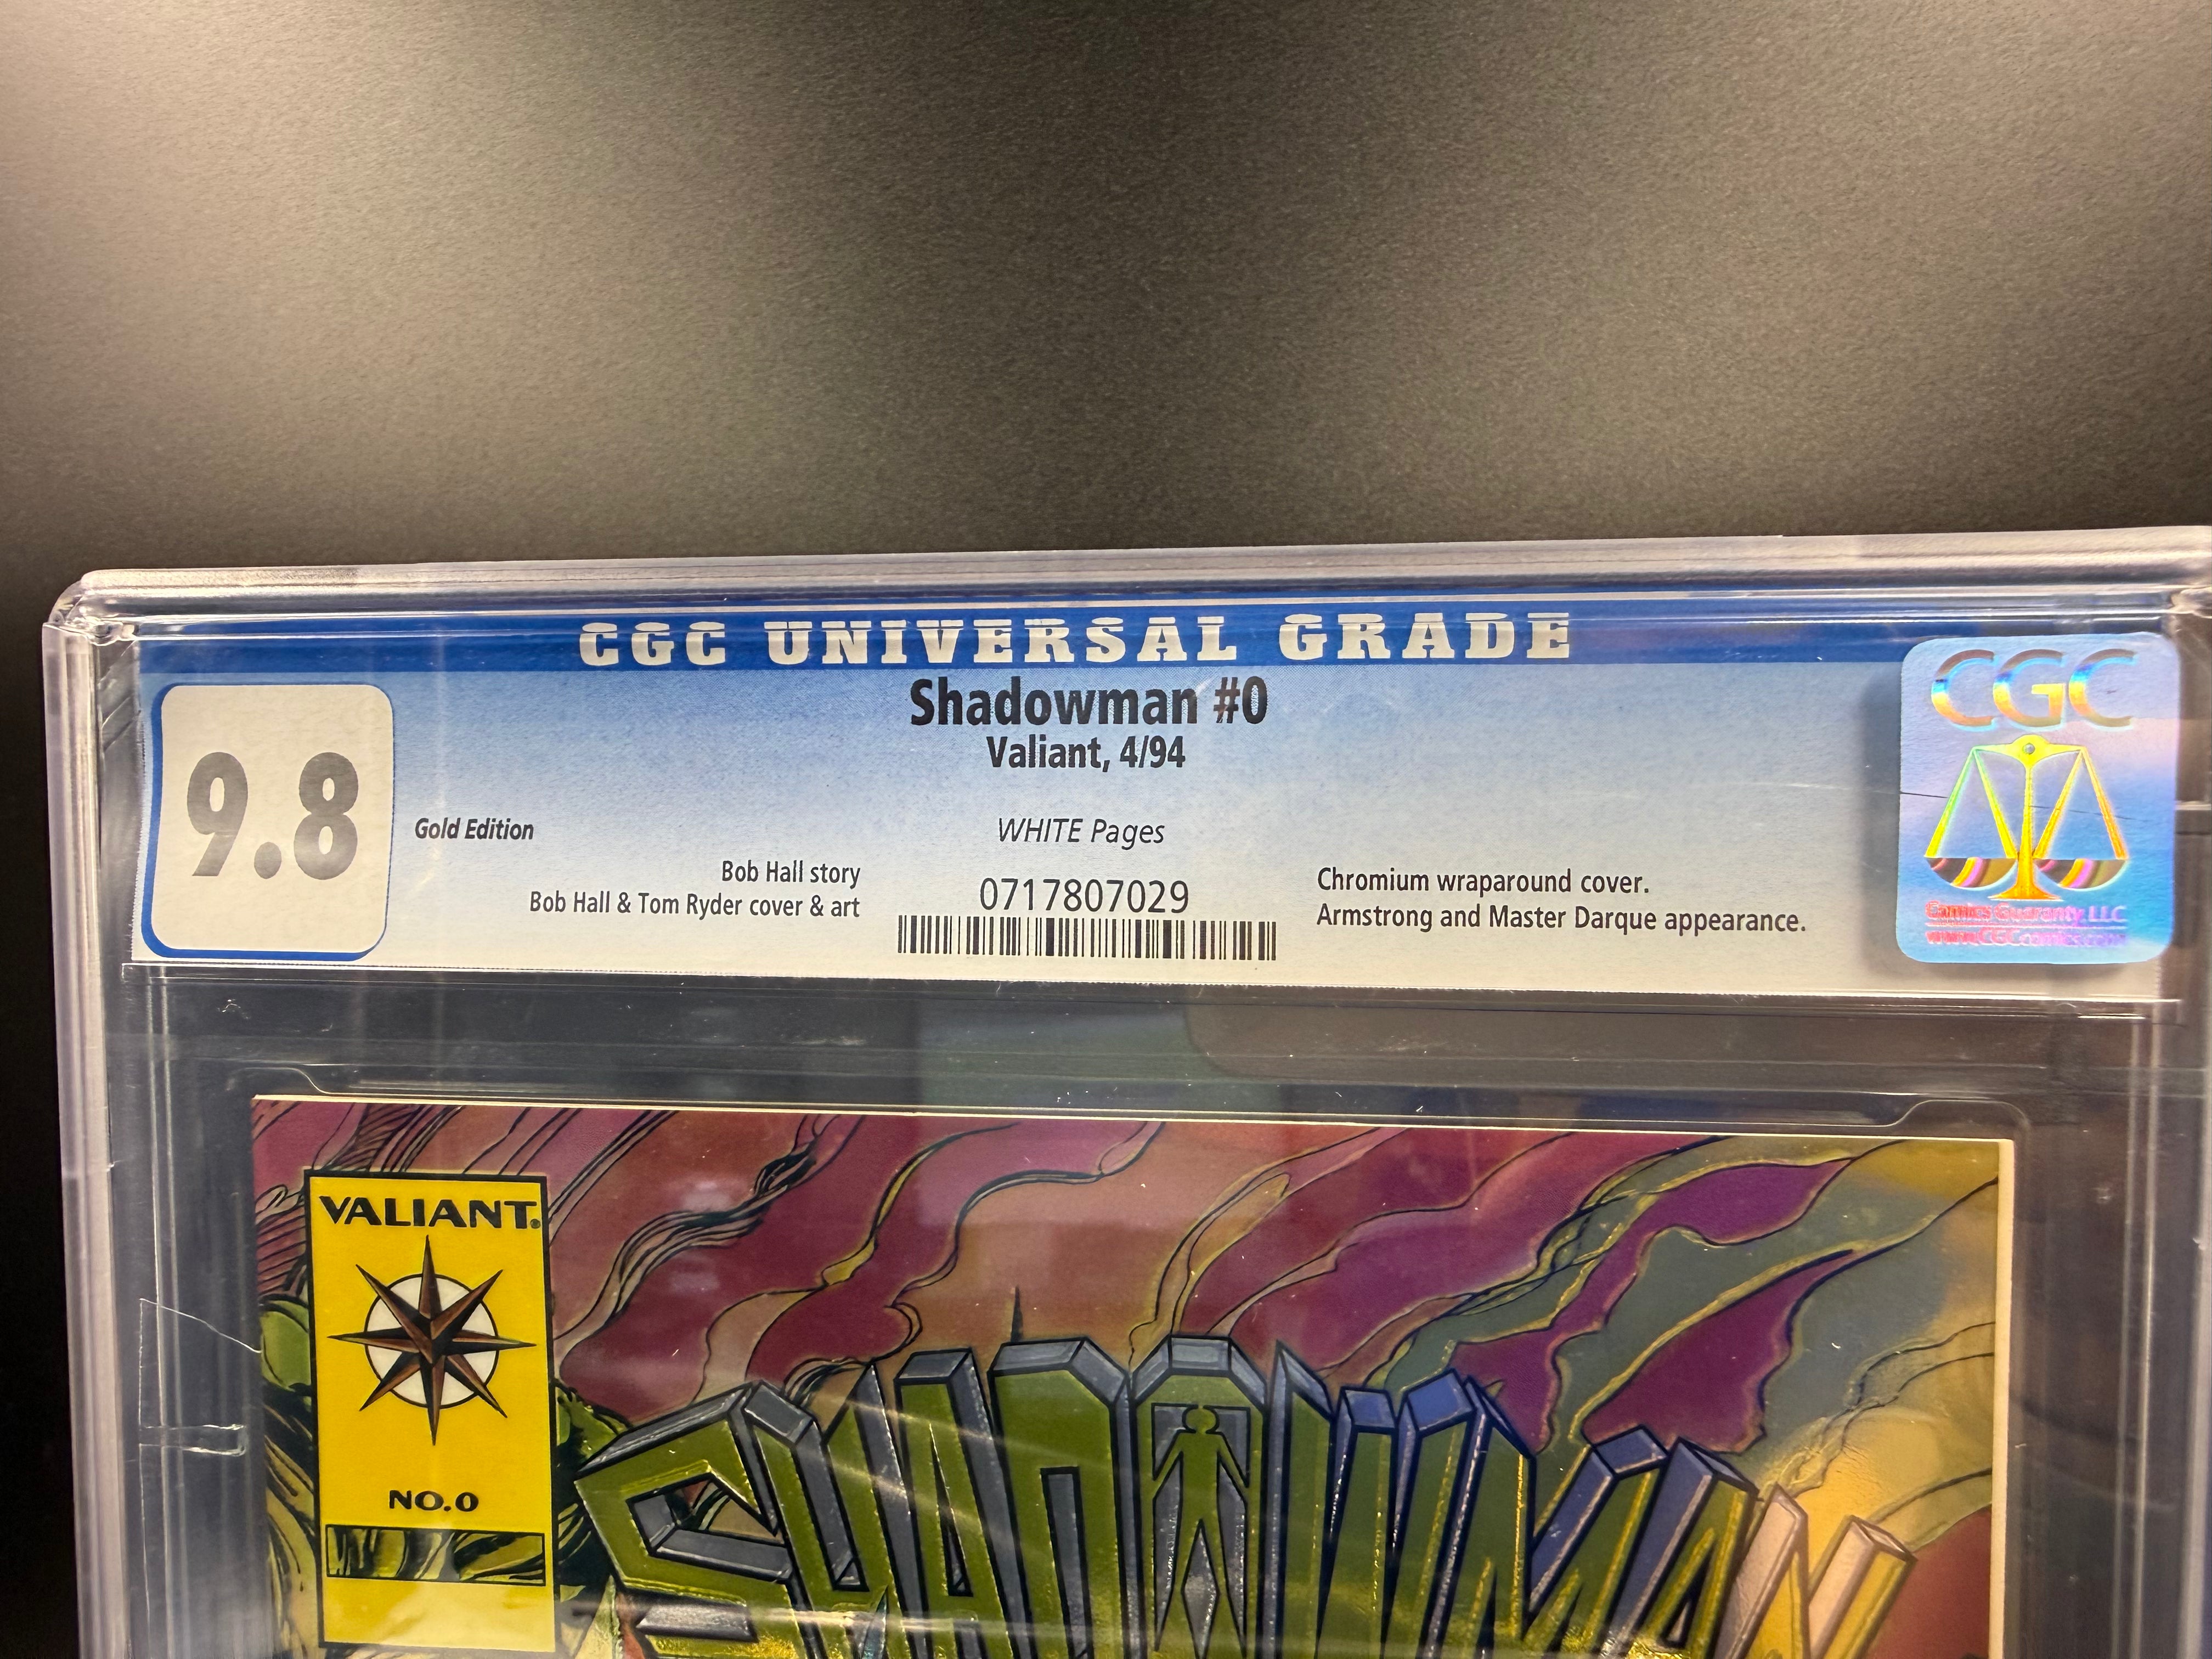 CGC UNIVERSAL GRADE
Shadowman #0
Valiant, 4/94
9.8
Gold Edition
WHITE Pages
Bob Hall story
Bob Hall & Tom Ryder cover & art
0717807029
Chromium wraparound cover.
Armstrong and Master Darque appearance.
CGC
Comics Guaranty, LLC
www.CGCcomics.com
VALIANT®
NO.0
SHADOWMAN